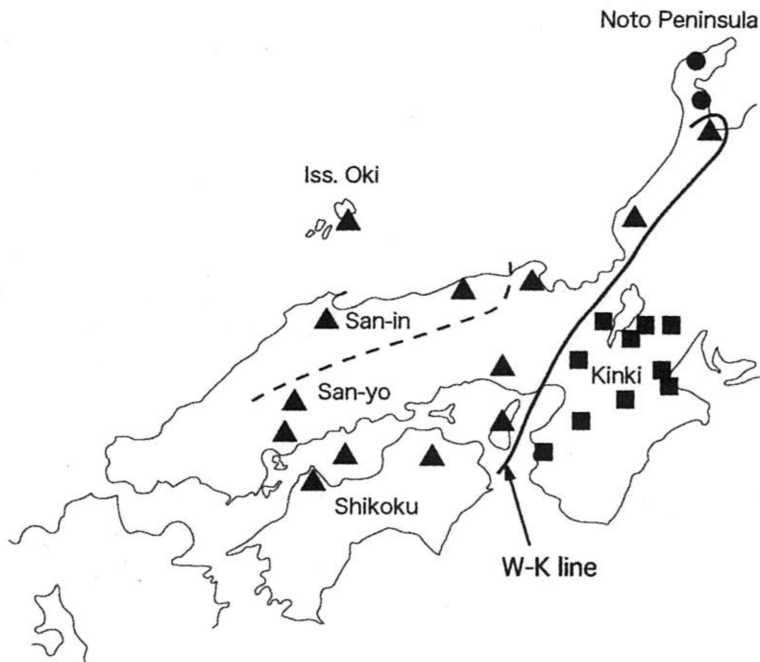 Noto Peninsula
Iss. Oki
San-in
San-yo
Kinki
Shikoku
W-K line